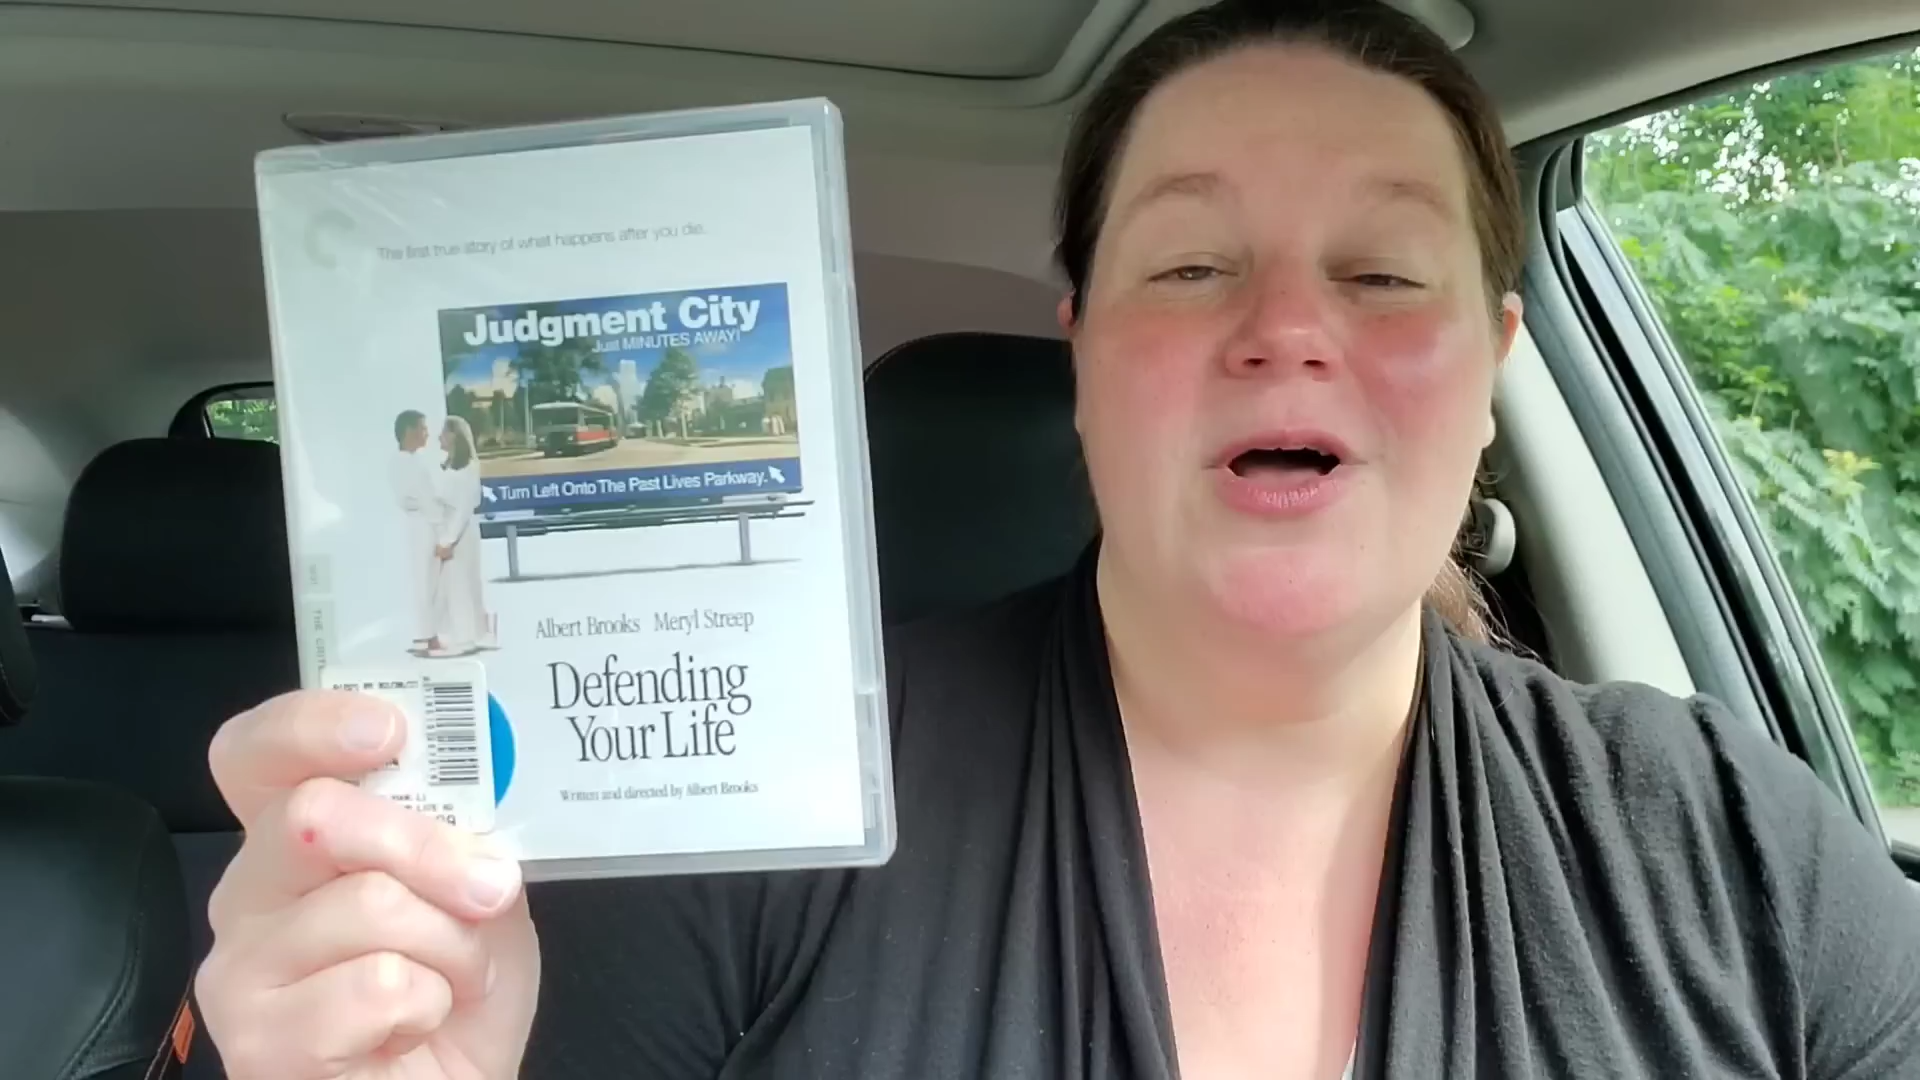 The first true story of what happens after you die.
Judgment City
Just MINUTES AWAY!
Turn Left Onto The Past Lives Parkway.
Albert Brooks Meryl Streep
Defending
Your Life
Written and directed by Albert Brooks